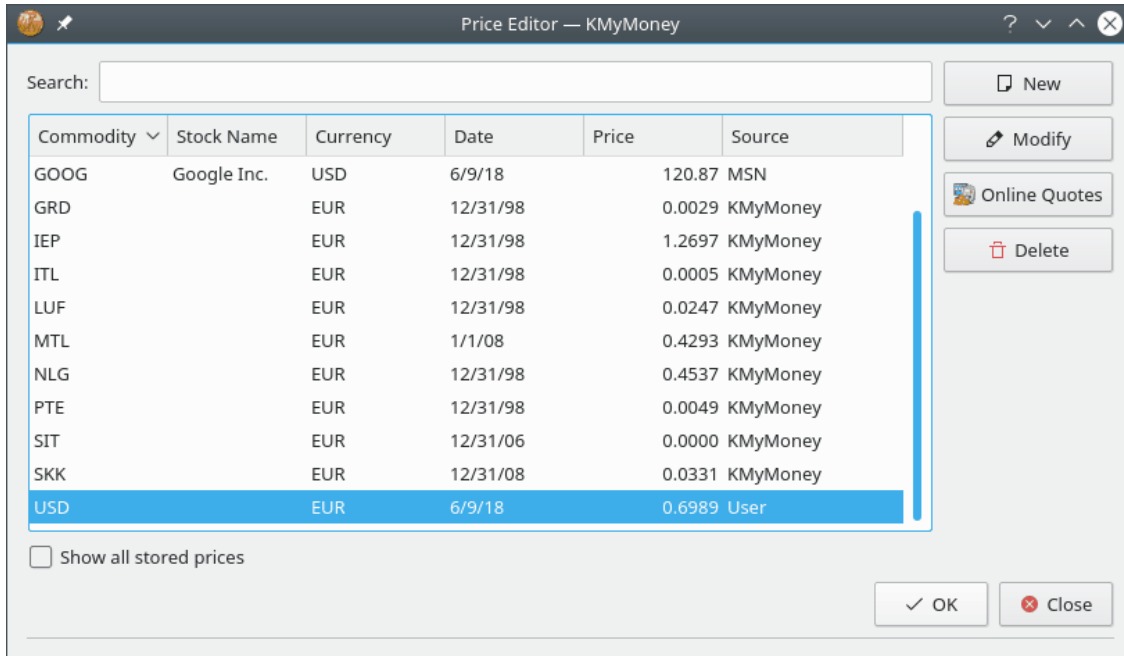 Price Editor — KMyMoney
Search:
New
Commodity Stock Name Currency Date Price Source
Modify
GOOG Google Inc. USD 6/9/18 120.87 MSN
Online Quotes
GRD EUR 12/31/98 0.0029 KMyMoney
IEP EUR 12/31/98 1.2697 KMyMoney
Delete
ITL EUR 12/31/98 0.0005 KMyMoney
LUF EUR 12/31/98 0.0247 KMyMoney
MTL EUR 1/1/08 0.4293 KMyMoney
NLG EUR 12/31/98 0.4537 KMyMoney
PTE EUR 12/31/98 0.0049 KMyMoney
SIT EUR 12/31/06 0.0000 KMyMoney
SKK EUR 12/31/08 0.0331 KMyMoney
USD EUR 6/9/18 0.6989 User
Show all stored prices
OK Close